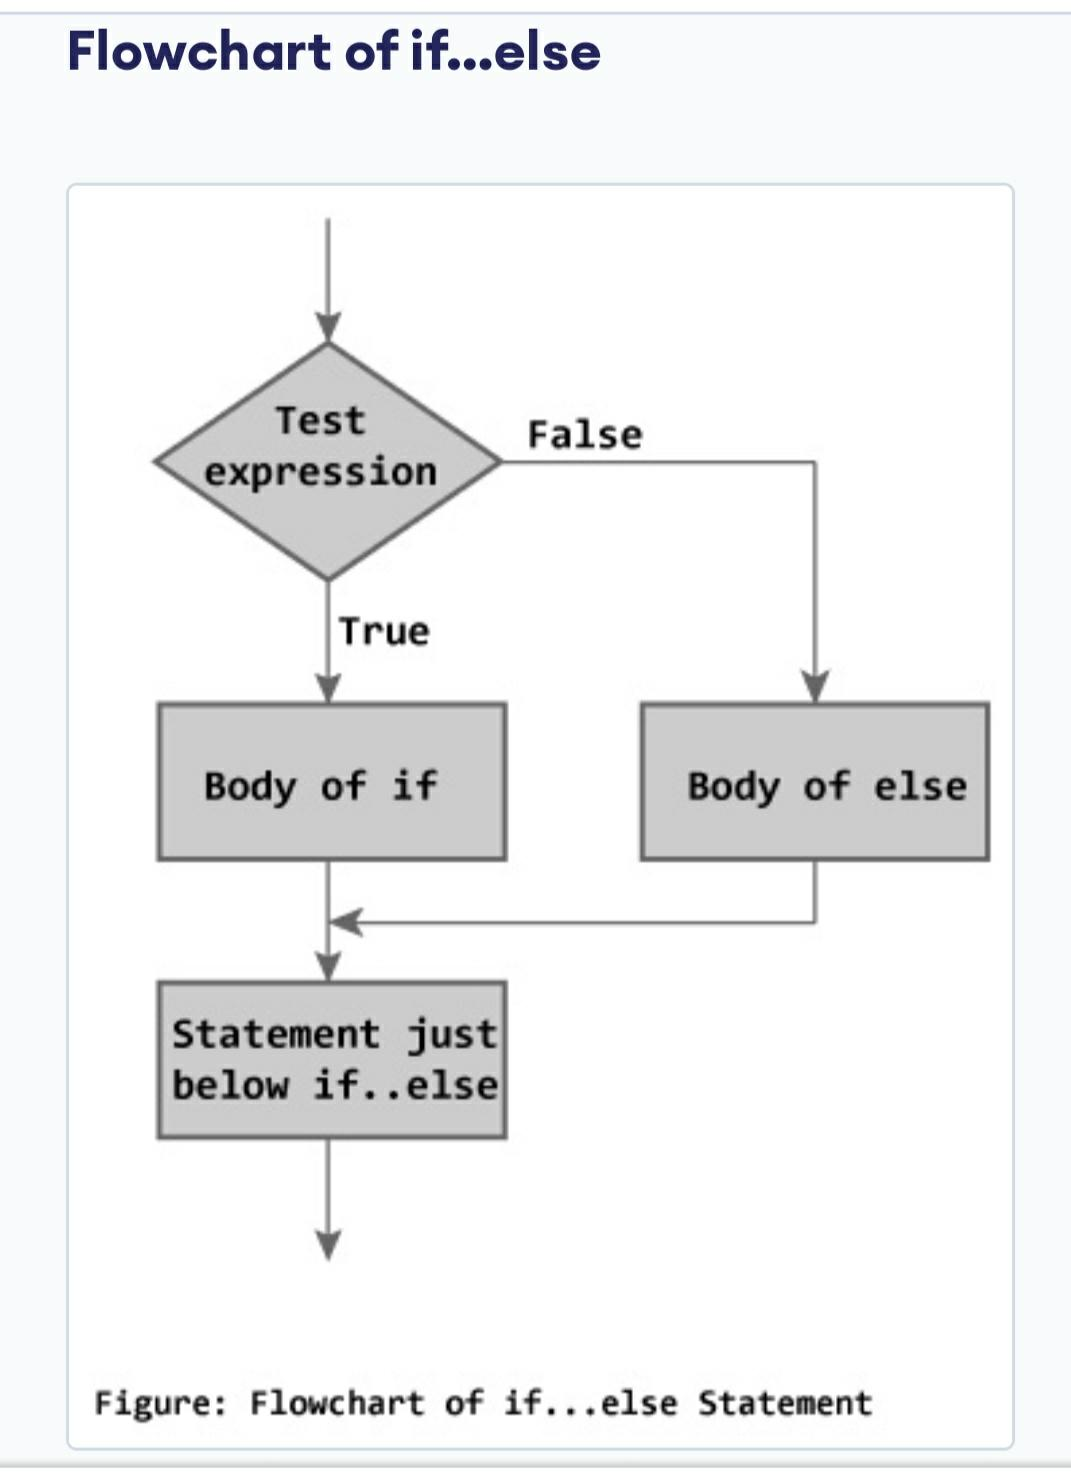 Flowchart of if...else
Test
expression
False
True
Body of if
Body of else
Statement just
below if..else
Figure: Flowchart of if...else Statement